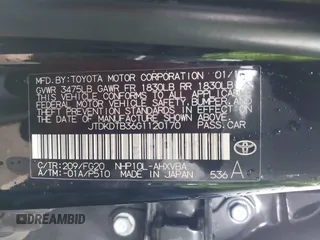 MFD.BY:TOYOTA MOTOR CORPORATION 01/
GVWR 3475LB GAWR FR 1830LB RR 1830LB
THIS VEHICLE CONFORMS TO ALL APPLICABLE
FEDERAL MOTOR VEHICLE SAFETY, BUMPER, AND
THEFT PREVENTION STANDARDS IN EFFECT ON
THE DATE OF MANUFACTURE SHOWN ABOVE.
JTDKDTB36G1120170 PASS.CAR
C/TR:209/FG20 NHP10L-AHXVBA
A/TM:-01A/P510 MADE IN JAPAN 536 A